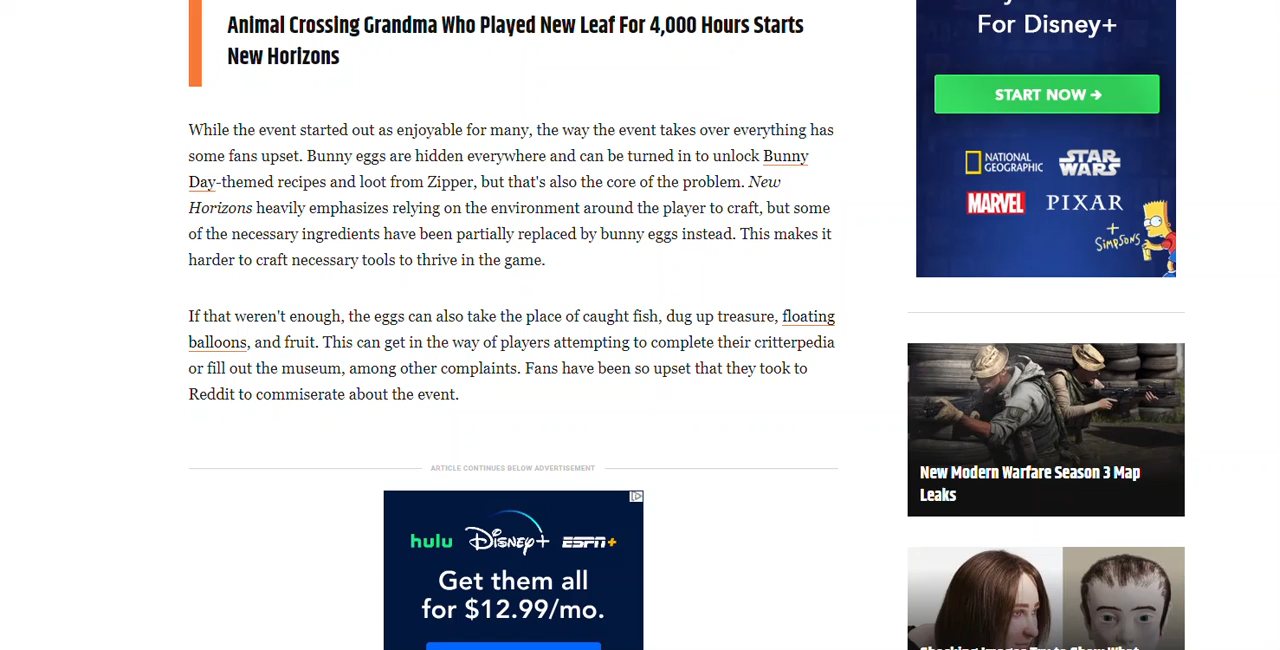 Animal Crossing Grandma Who Played New Leaf For 4,000 Hours Starts
New Horizons
While the event started out as enjoyable for many, the way the event takes over everything has
some fans upset. Bunny eggs are hidden everywhere and can be turned in to unlock Bunny
Day-themed recipes and loot from Zipper, but that's also the core of the problem. New
Horizons heavily emphasizes relying on the environment around the player to craft, but some
of the necessary ingredients have been partially replaced by bunny eggs instead. This makes it
harder to craft necessary tools to thrive in the game.
If that weren't enough, the eggs can also take the place of caught fish, dug up treasure, floating
balloons, and fruit. This can get in the way of players attempting to complete their critterpedia
or fill out the museum, among other complaints. Fans have been so upset that they took to
Reddit to commiserate about the event.
ARTICLE CONTINUES BELOW ADVERTISEMENT
hulu Disney+ ESPN+
Get them all
for $12.99/mo.
For Disney+
START NOW →
NATIONAL
GEOGRAPHIC
STAR
WARS
MARVEL PIXAR
+
Simpsons
New Modern Warfare Season 3 Map
Leaks